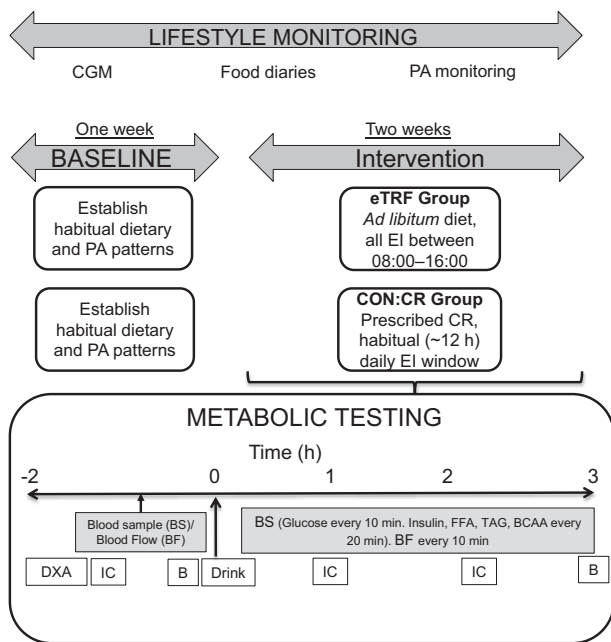 LIFESTYLE MONITORING
CGM Food diaries PA monitoring
One week
BASELINE
Two weeks
Intervention
Establish
habitual dietary
and PA patterns
eTRF Group
Ad libitum diet,
all EI between
08:00–16:00
Establish
habitual dietary
and PA patterns
CON:CR Group
Prescribed CR,
habitual (~12 h)
daily EI window
METABOLIC TESTING
Time (h)
-2 0 1 2 3
Blood sample (BS)/
Blood Flow (BF)
BS (Glucose every 10 min. Insulin, FFA, TAG, BCAA every
20 min). BF every 10 min
DXA IC B Drink IC IC B